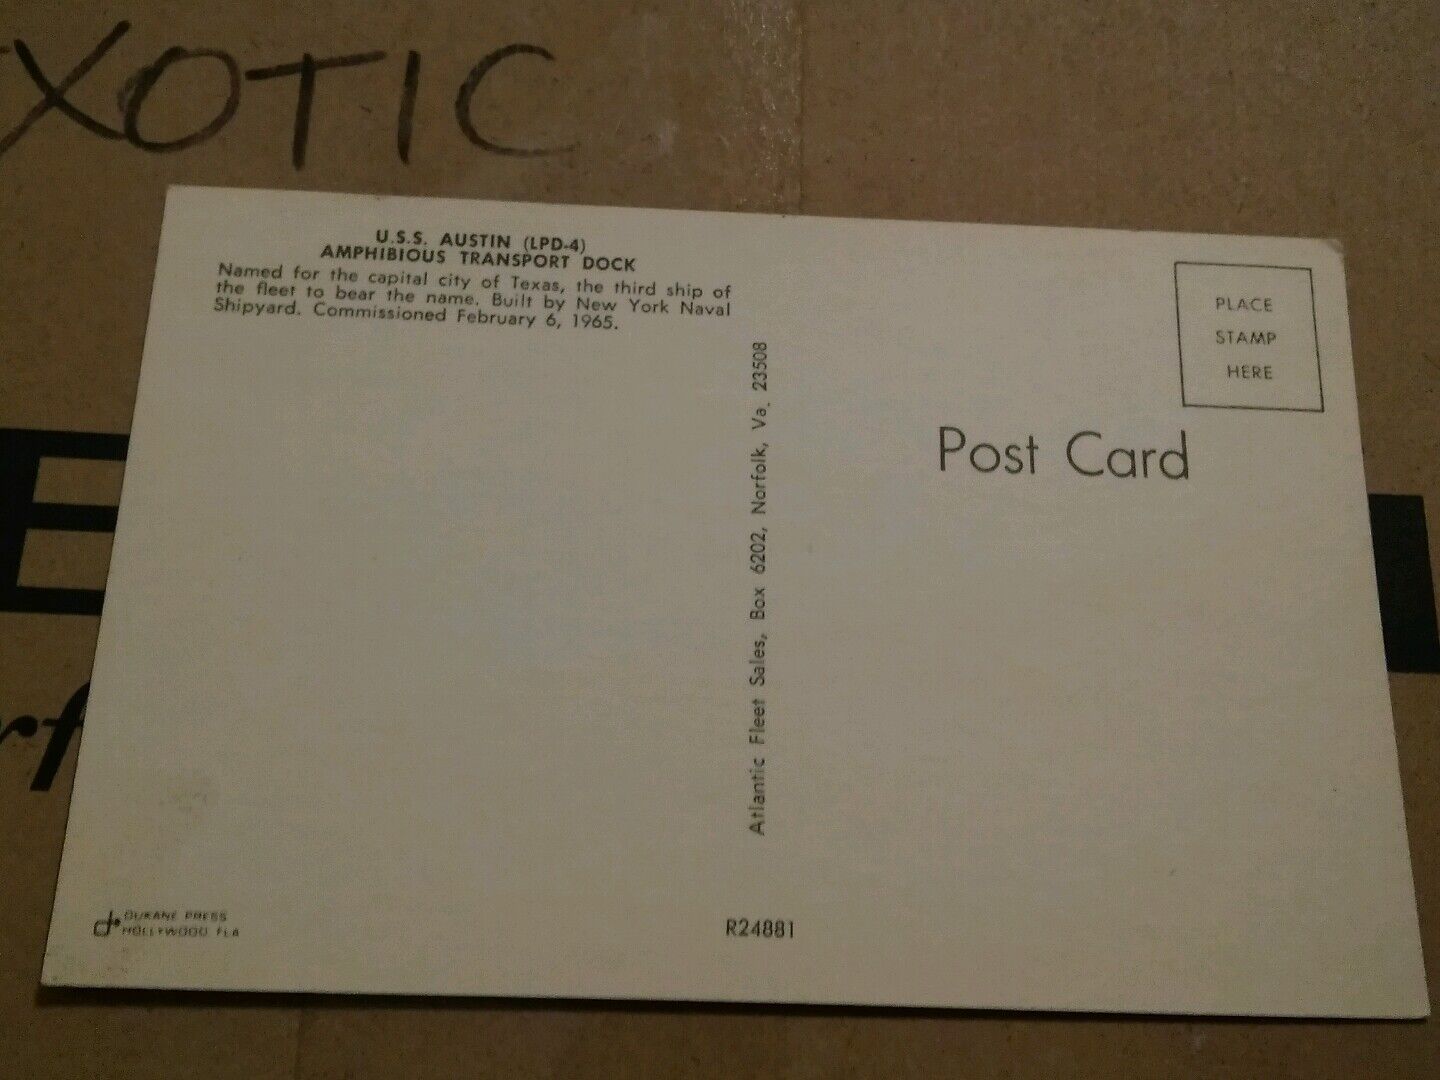 XOTIC
U.S.S. AUSTIN (LPD-4)
AMPHIBIOUS TRANSPORT DOCK
Named for the capital city of Texas, the third ship of
the fleet to bear the name. Built by New York Naval
Shipyard. Commissioned February 6, 1965.
PLACE
STAMP
HERE
Post Card
Atlantic Fleet Sales, Box 6202, Norfolk, Va. 23508
DUKANE PRESS
HOLLYWOOD FLA
R24881
E
rf